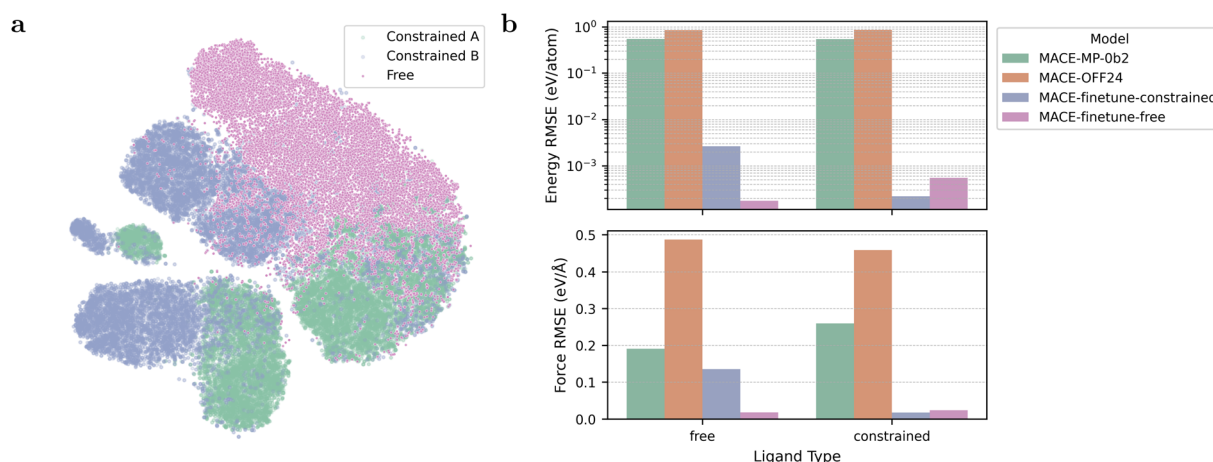 a
Constrained A
Constrained B
Free
b
Energy RMSE (eV/atom)
10⁰
10⁻¹
10⁻²
10⁻³
Model
MACE-MP-0b2
MACE-OFF24
MACE-finetune-constrained
MACE-finetune-free
Force RMSE (eV/Å)
0.5
0.4
0.3
0.2
0.1
0.0
free
constrained
Ligand Type